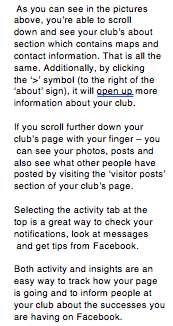 As you can see in the pictures
above, you're able to scroll
down and see your club's about
section which contains maps and
contact information. That is all the
same. Additionally, by clicking
the '>' symbol (to the right of the
'about' sign), it will open up more
information about your club.

If you scroll further down your
club's page with your finger – you
can see your photos, posts and
also see what other people have
posted by visiting the 'visitor posts'
section of your club's page.

Selecting the activity tab at the
top is a great way to check your
notifications, look at messages
and get tips from Facebook.

Both activity and insights are an
easy way to track how your page
is going and to inform people at
your club about the successes you
are having on Facebook.